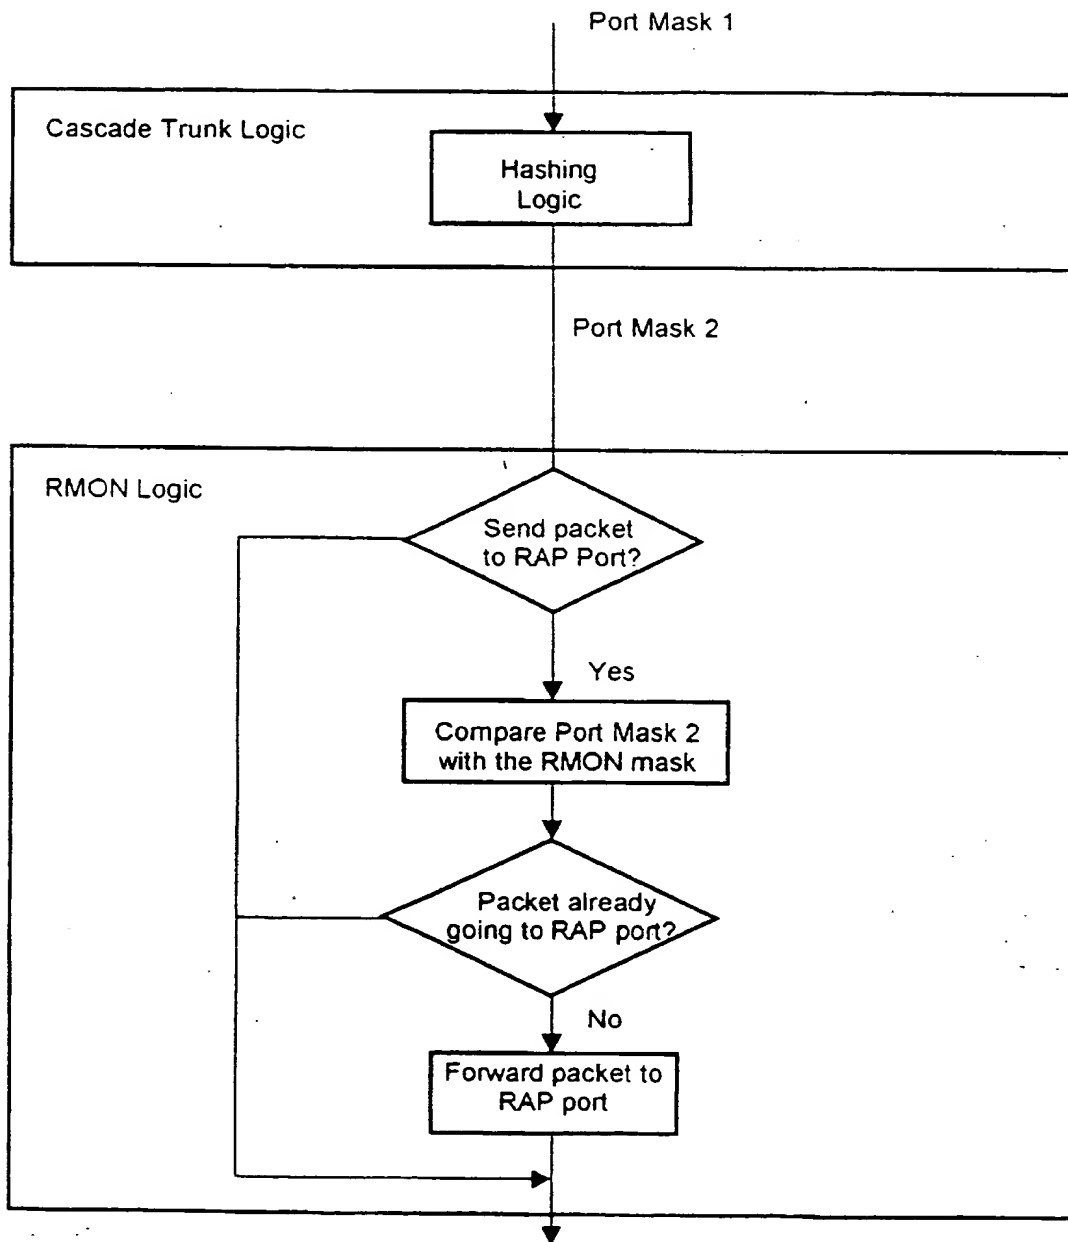 Port Mask 1
Cascade Trunk Logic
Hashing
Logic
Port Mask 2
RMON Logic
Send packet
to RAP Port?
Yes
Compare Port Mask 2
with the RMON mask
Packet already
going to RAP port?
No
Forward packet to
RAP port